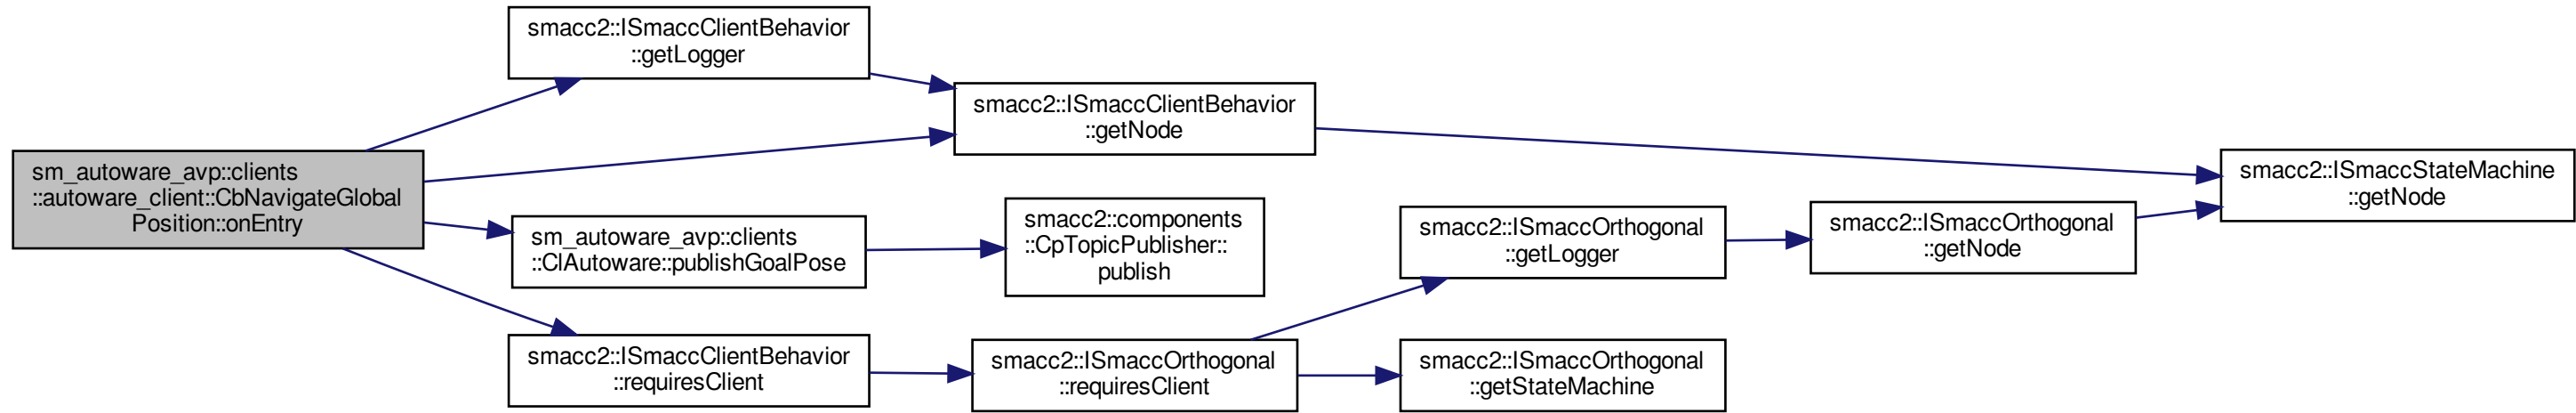 sm_autoware_avp::clients
::autoware_client::CbNavigateGlobal
Position::onEntry
smacc2::ISmaccClientBehavior
::getLogger
smacc2::ISmaccClientBehavior
::getNode
sm_autoware_avp::clients
::ClAutoware::publishGoalPose
smacc2::components
::CpTopicPublisher::
publish
smacc2::ISmaccClientBehavior
::requiresClient
smacc2::ISmaccOrthogonal
::requiresClient
smacc2::ISmaccOrthogonal
::getLogger
smacc2::ISmaccOrthogonal
::getStateMachine
smacc2::ISmaccOrthogonal
::getNode
smacc2::ISmaccStateMachine
::getNode